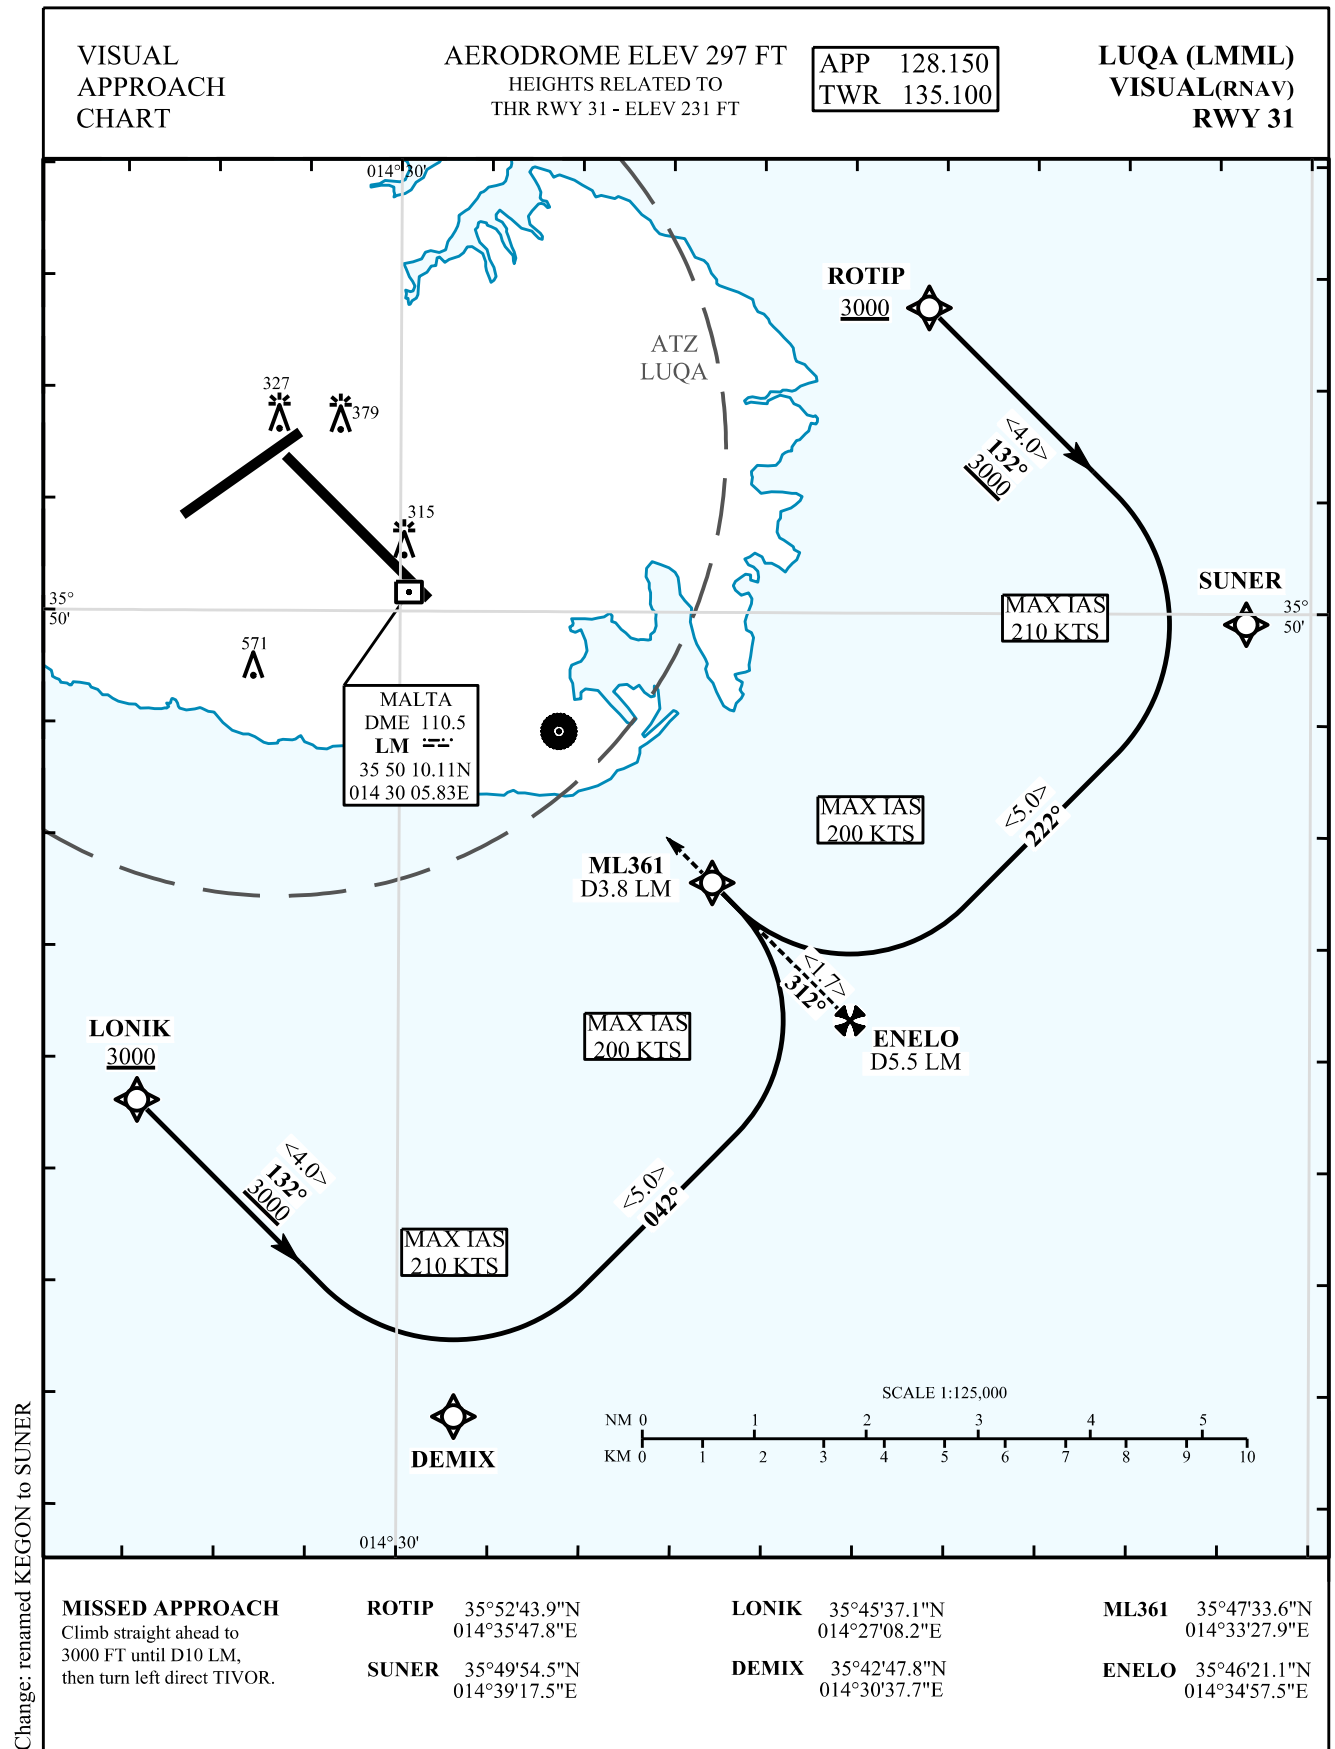 VISUAL
APPROACH
CHART
AERODROME ELEV 297 FT
HEIGHTS RELATED TO
THR RWY 31 - ELEV 231 FT
APP 128.150
TWR 135.100
LUQA (LMML)
VISUAL(RNAV)
RWY 31
014° 30'
ROTIP
3000
ATZ
LUQA
327
379
<4.0>
132°
3000
315
SUNER
35°
50'
MAX IAS
210 KTS
35°
50'
571
MALTA
DME 110.5
LM
35 50 10.11N
014 30 05.83E
MAX IAS
200 KTS
<5.0>
222°
ML361
D3.8 LM
<1.7>
312°
LONIK
3000
MAX IAS
200 KTS
ENELO
D5.5 LM
<4.0>
132°
3000
<5.0>
042°
MAX IAS
210 KTS
DEMIX
SCALE 1:125,000
NM 0 1 2 3 4 5
KM 0 1 2 3 4 5 6 7 8 9 10
014° 30'
Change: renamed KEGON to SUNER
MISSED APPROACH
Climb straight ahead to
3000 FT until D10 LM,
then turn left direct TIVOR.
ROTIP 35°52'43.9"N
014°35'47.8"E
SUNER 35°49'54.5"N
014°39'17.5"E
LONIK 35°45'37.1"N
014°27'08.2"E
DEMIX 35°42'47.8"N
014°30'37.7"E
ML361 35°47'33.6"N
014°33'27.9"E
ENELO 35°46'21.1"N
014°34'57.5"E